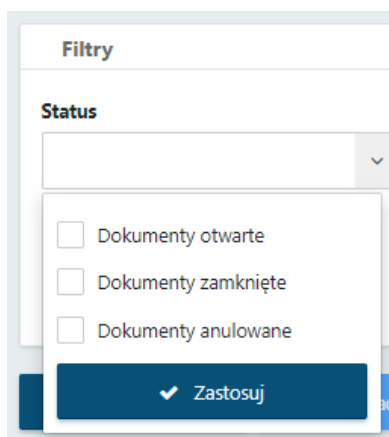 Filtry
Status
Dokumenty otwarte
Dokumenty zamknięte
Dokumenty anulowane
Zastosuj